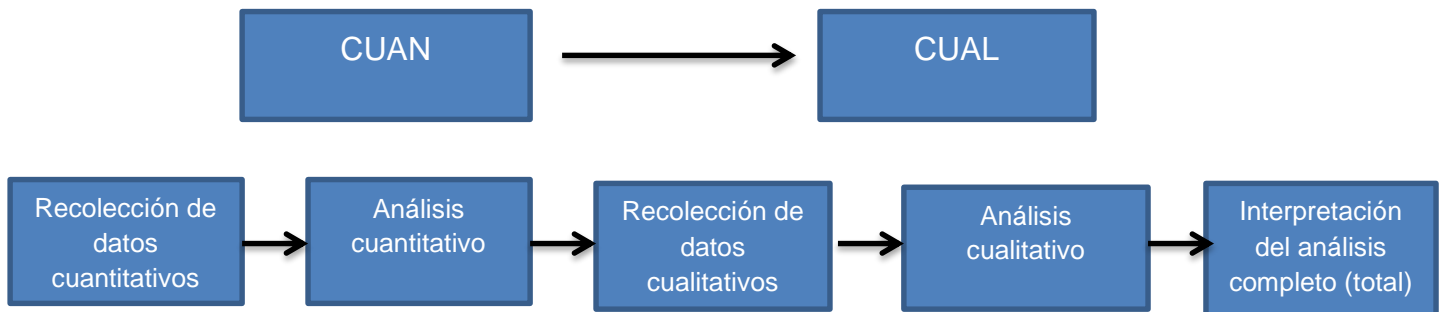 CUAN
CUAL
Recolección de
datos
cuantitativos
Análisis
cuantitativo
Recolección de
datos
cualitativos
Análisis
cualitativo
Interpretación
del análisis
completo (total)